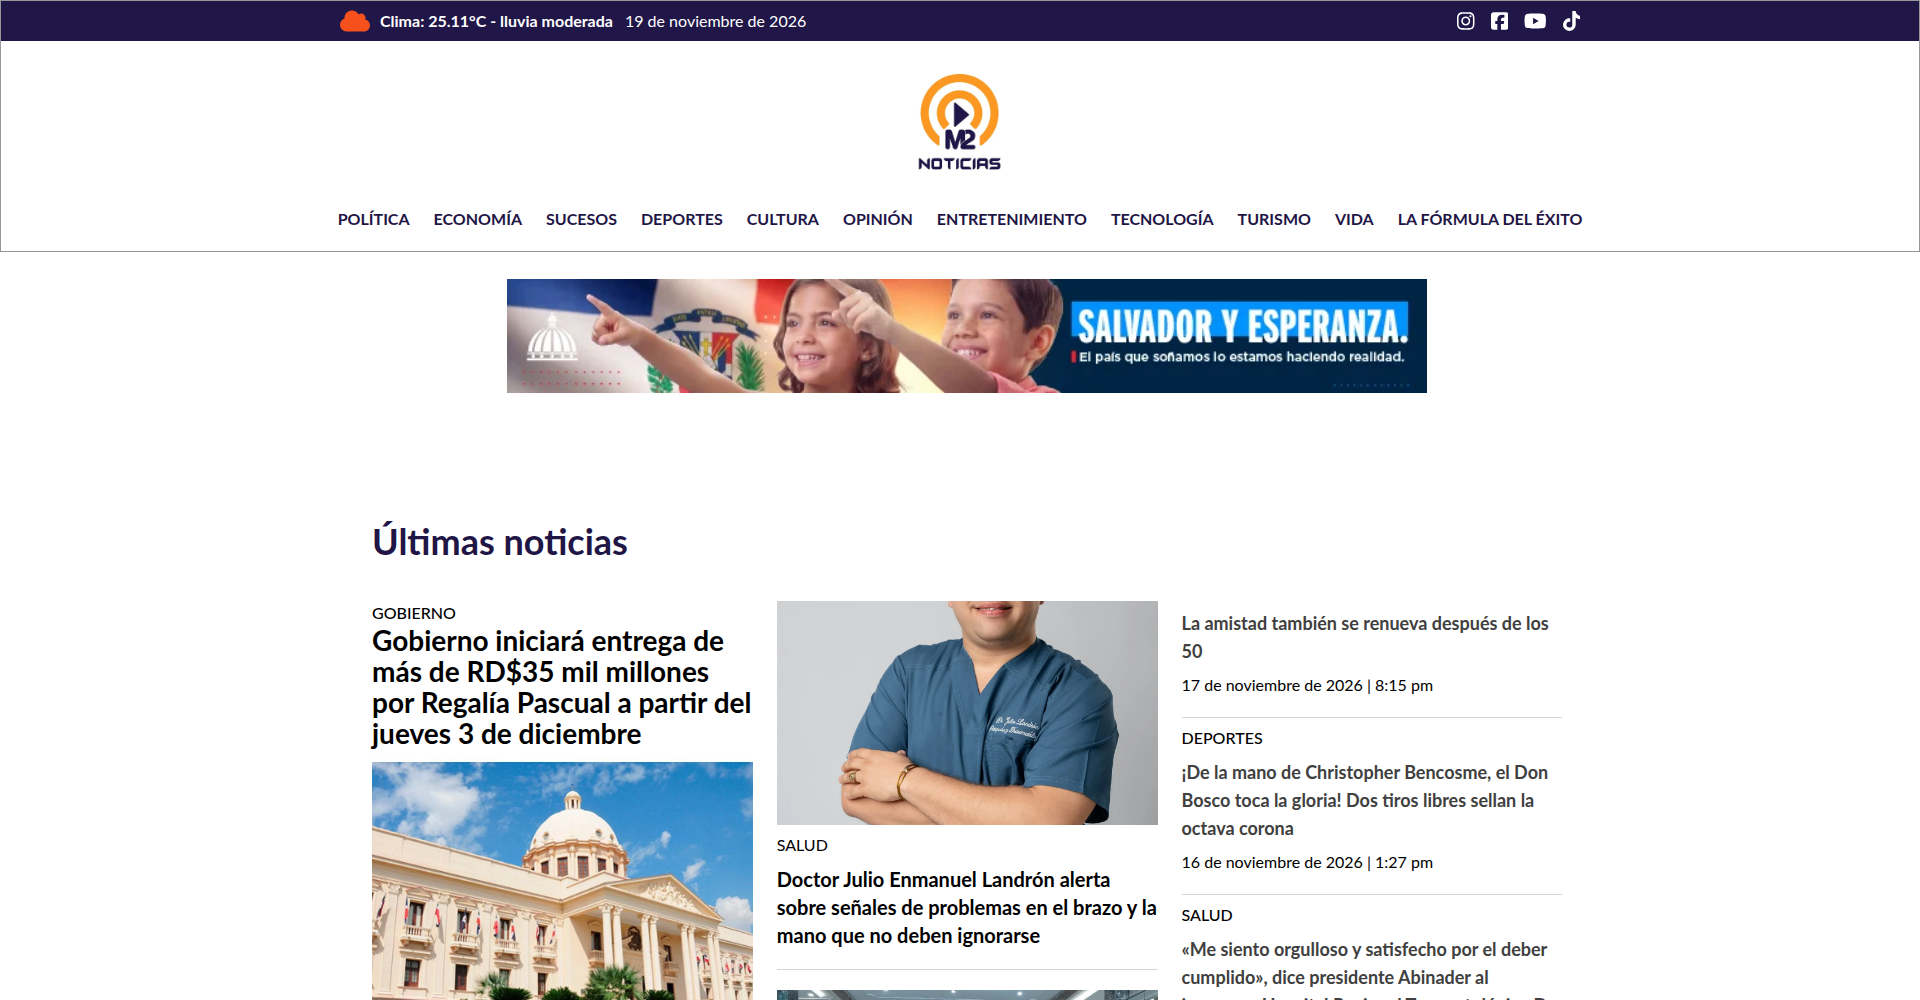 Clima: 25.11°C - lluvia moderada 19 de noviembre de 2026
M2
NOTICIAS
POLÍTICA ECONOMÍA SUCESOS DEPORTES CULTURA OPINIÓN ENTRETENIMIENTO TECNOLOGÍA TURISMO VIDA LA FÓRMULA DEL ÉXITO
SALVADOR Y ESPERANZA.
El país que soñamos lo estamos haciendo realidad.
Últimas noticias
GOBIERNO
Gobierno iniciará entrega de
más de RD$35 mil millones
por Regalía Pascual a partir del
jueves 3 de diciembre
SALUD
Doctor Julio Enmanuel Landrón alerta
sobre señales de problemas en el brazo y la
mano que no deben ignorarse
La amistad también se renueva después de los
50
17 de noviembre de 2026 | 8:15 pm
DEPORTES
¡De la mano de Christopher Bencosme, el Don
Bosco toca la gloria! Dos tiros libres sellan la
octava corona
16 de noviembre de 2026 | 1:27 pm
SALUD
«Me siento orgulloso y satisfecho por el deber
cumplido», dice presidente Abinader al